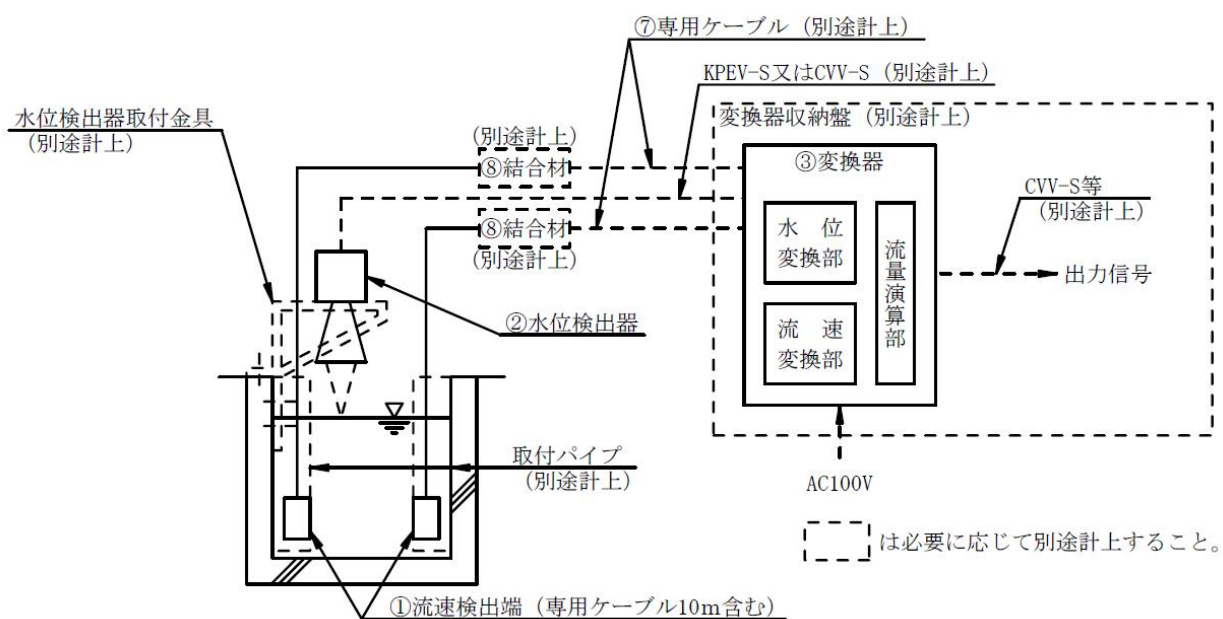 ⑦専用ケーブル（別途計上）
KPEV-S又はCVV-S（別途計上）
水位検出器取付金具
（別途計上）
変換器収納盤（別途計上）
（別途計上）
⑧結合材
③変換器
CVV-S等
（別途計上）
⑧結合材
（別途計上）
水　位
変換部
流量演算部
出力信号
②水位検出器
流　速
変換部
取付パイプ
（別途計上）
AC100V
は必要に応じて別途計上すること。
①流速検出端（専用ケーブル10m含む）